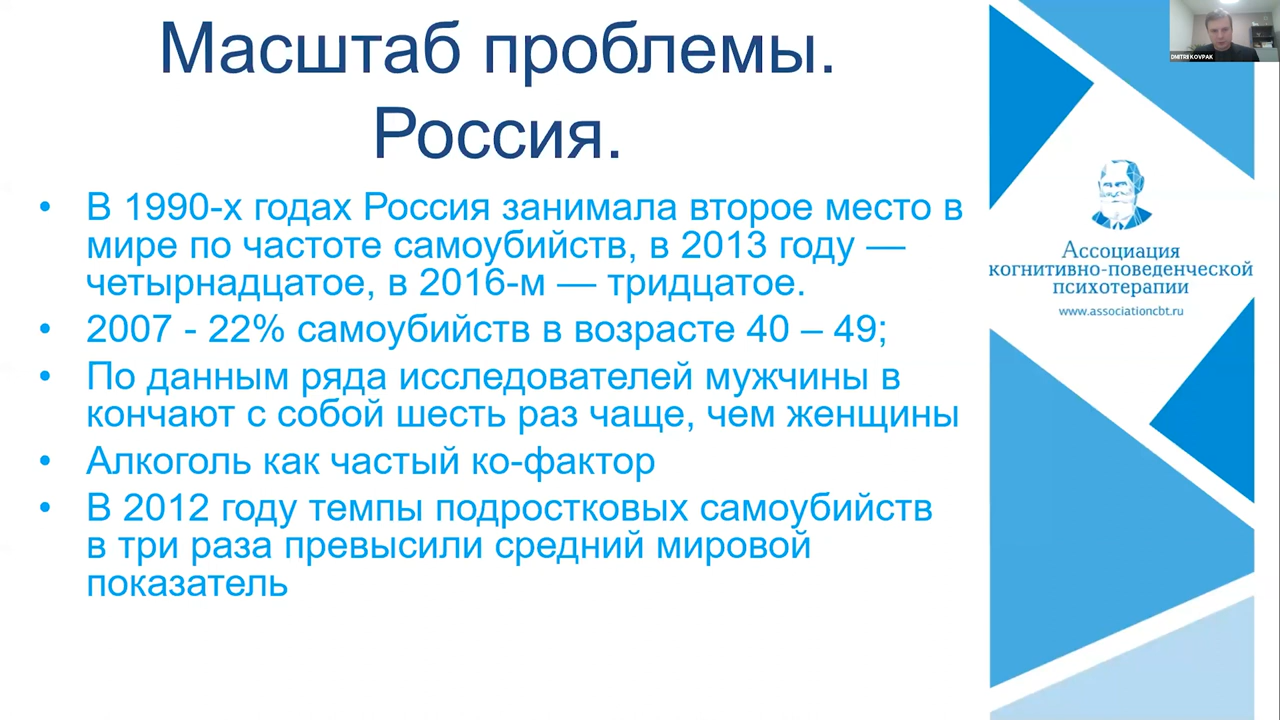 Масштаб проблемы.
Россия.
• В 1990-х годах Россия занимала второе место в
мире по частоте самоубийств, в 2013 году —
четырнадцатое, в 2016-м — тридцатое.
• 2007 - 22% самоубийств в возрасте 40 – 49;
• По данным ряда исследователей мужчины в
кончают с собой шесть раз чаще, чем женщины
• Алкоголь как частый ко-фактор
• В 2012 году темпы подростковых самоубийств
в три раза превысили средний мировой
показатель
DMITRI KOVPAK
Ассоциация
когнитивно-поведенческой
психотерапии
www.associationcbt.ru